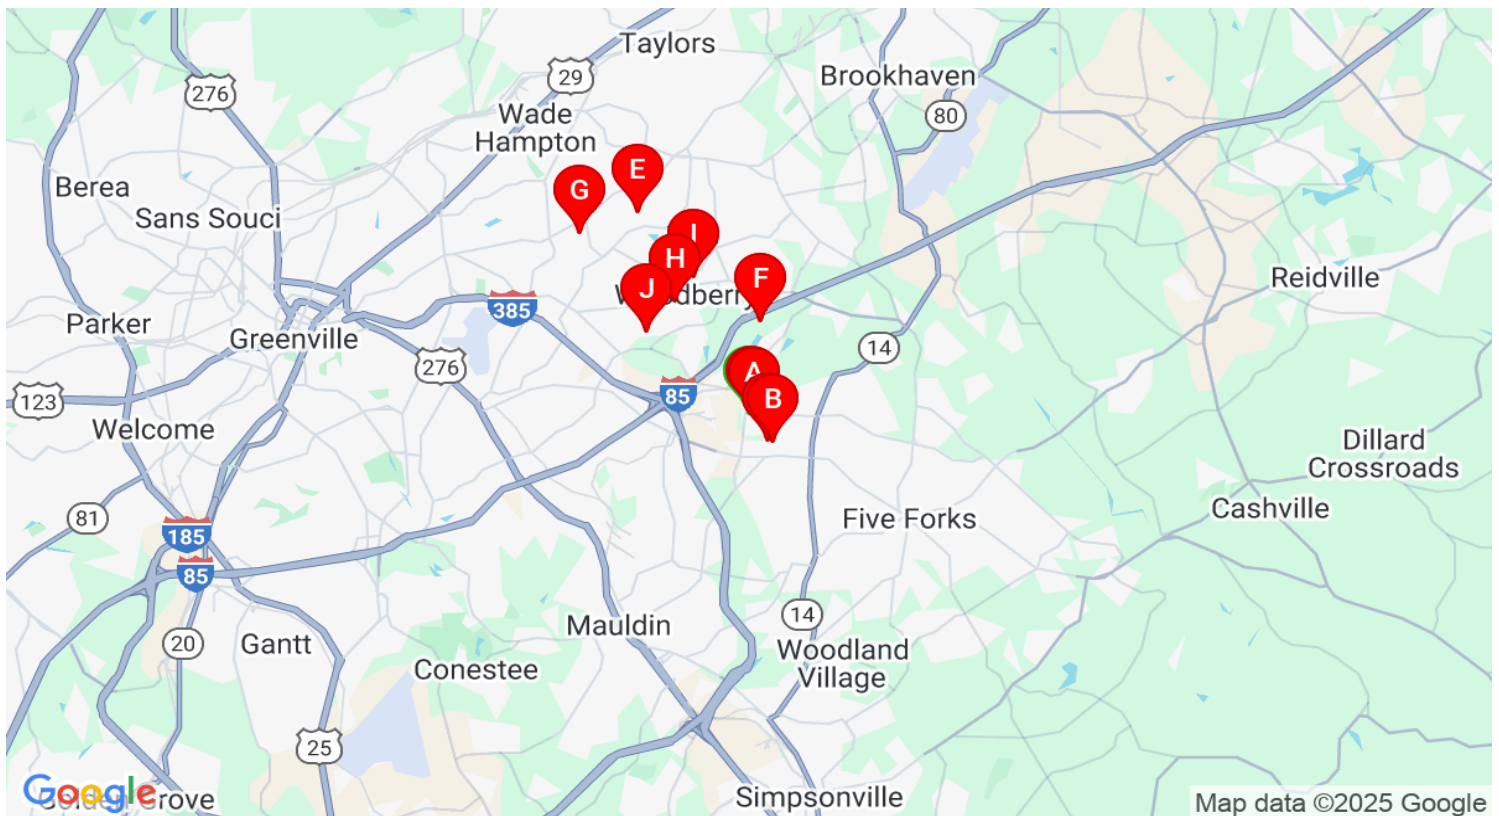 Taylors
29
Brookhaven
276
Wade
Hampton
80
E
Berea
G
Sans Souci
I
H
F
Reidville
J
385
Parker
Greenville
14
276
A
85
123
B
Welcome
Dillard
Crossroads
Cashville
81
Five Forks
185
85
14
Mauldin
20
Gantt
Woodland
Village
Conestee
25
Google
Simpsonville
Map data ©2025 Google